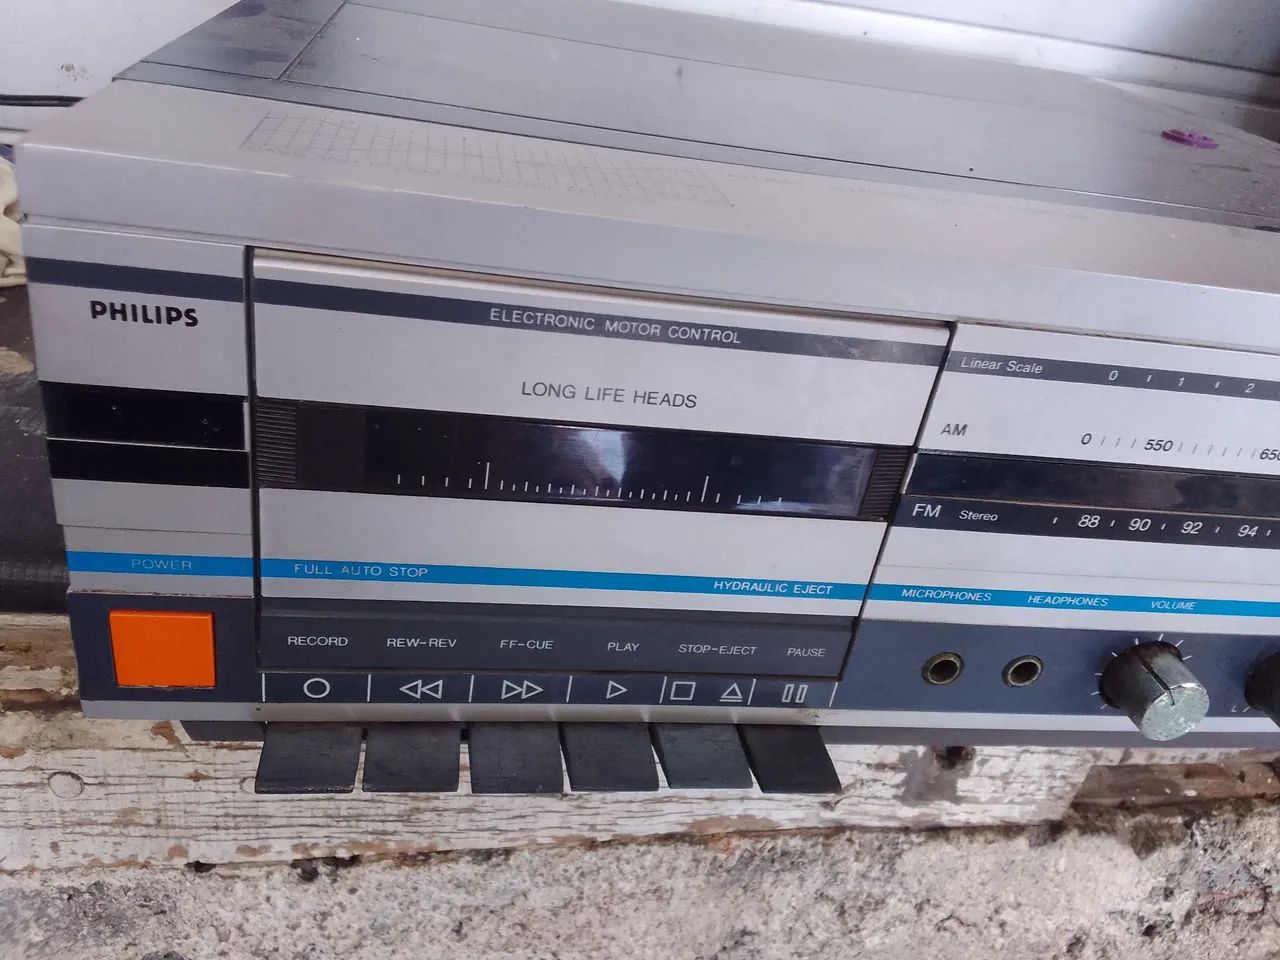 PHILIPS
ELECTRONIC MOTOR CONTROL
LONG LIFE HEADS
Linear Scale 0 1 2
AM
0 550 650
FM Stereo 88 90 92 94
POWER
FULL AUTO STOP
HYDRAULIC EJECT
MICROPHONES HEADPHONES VOLUME
RECORD REW-REV FF-CUE PLAY STOP-EJECT PAUSE
L